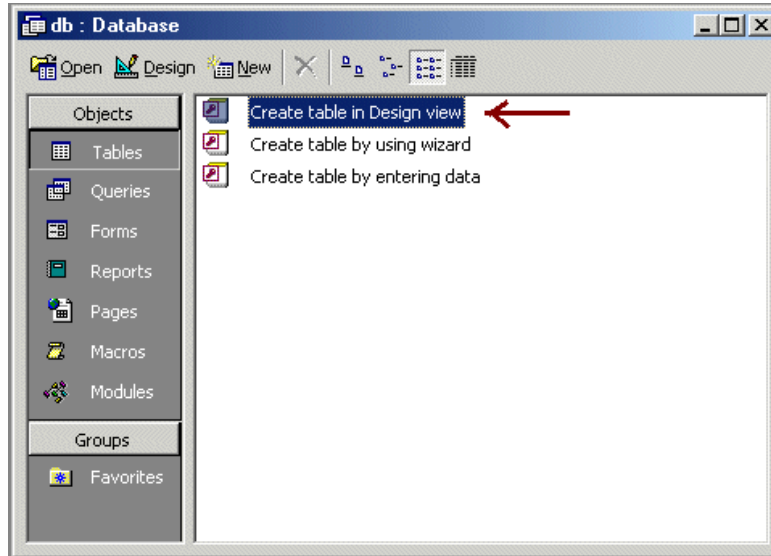 db : Database
Open Design New
Objects
Tables
Queries
Forms
Reports
Pages
Macros
Modules
Groups
Favorites
Create table in Design view
Create table by using wizard
Create table by entering data